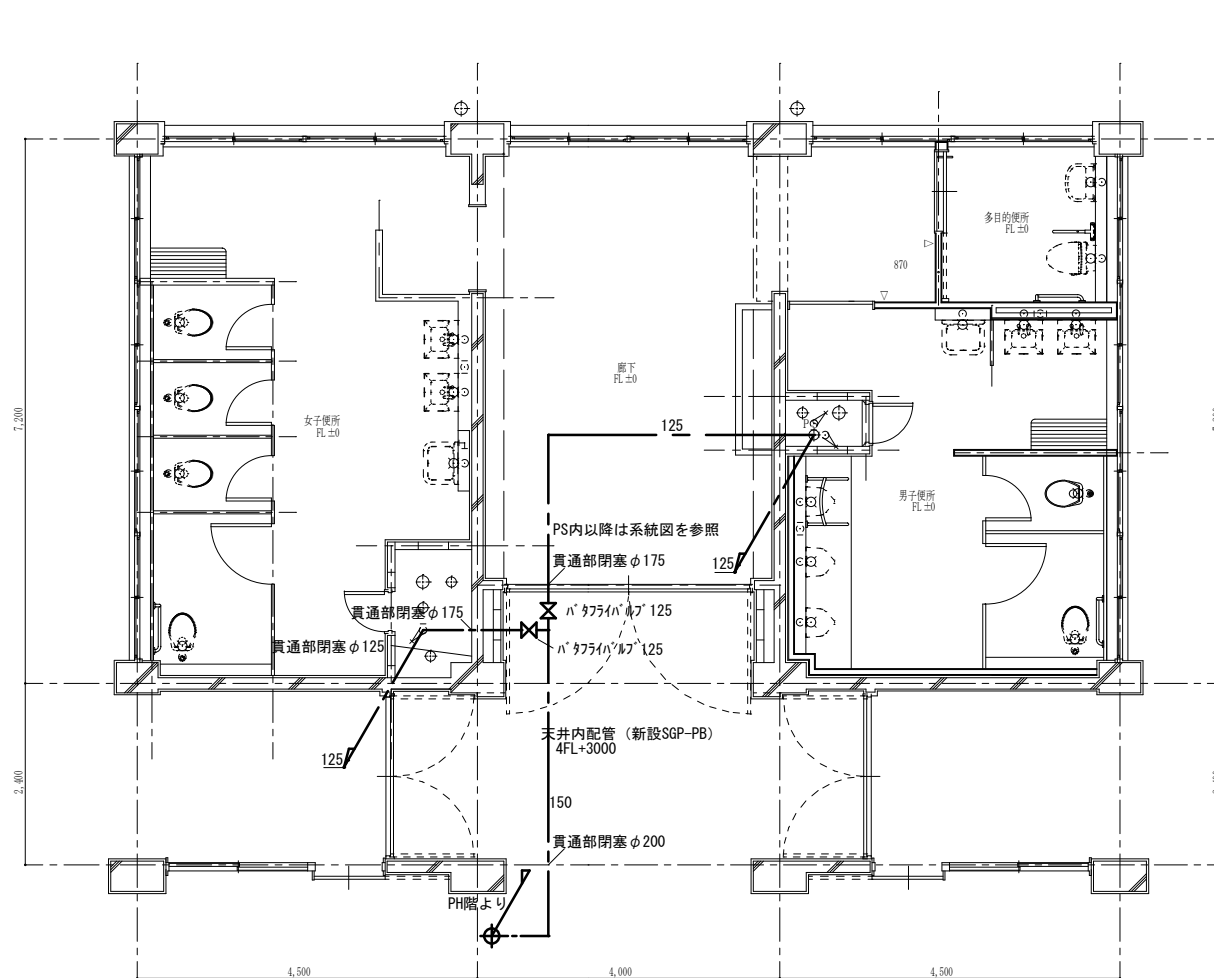 多目的便所
FL±0
870
廊下
FL±0
7,200
女子便所
FL±0
125
P
男子便所
FL±0
PS内以降は系統図を参照
貫通部閉塞φ175
125
バタフライバルブ125
貫通部閉塞φ175
バタフライバルブ125
貫通部閉塞φ125
天井内配管（新設SGP-PB）
4FL+3000
125
2,400
150
貫通部閉塞φ200
PH階より
4,500
4,000
4,500